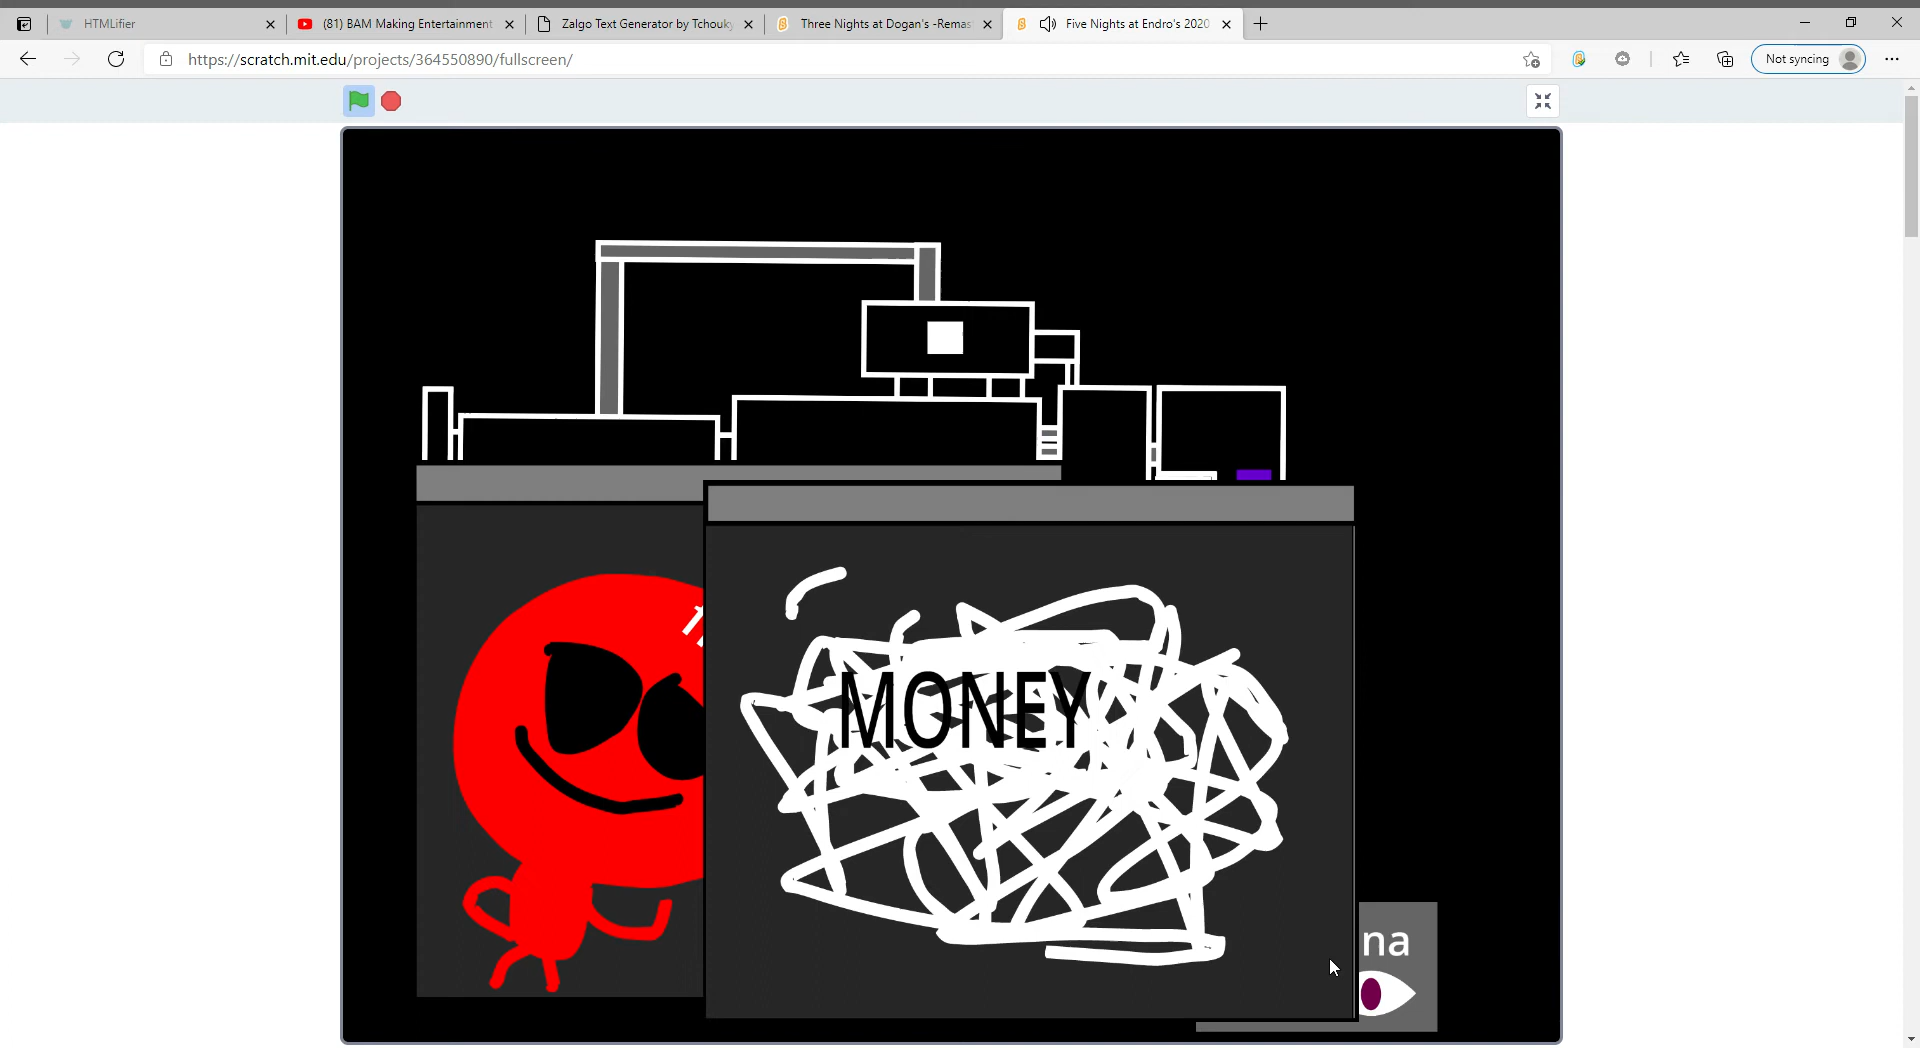 HTMLifier
(81) BAM Making Entertainment
Zalgo Text Generator by Tchouky
Three Nights at Dogan's -Remas
Five Nights at Endro's 2020
https://scratch.mit.edu/projects/364550890/fullscreen/
Not syncing
MONEY
na